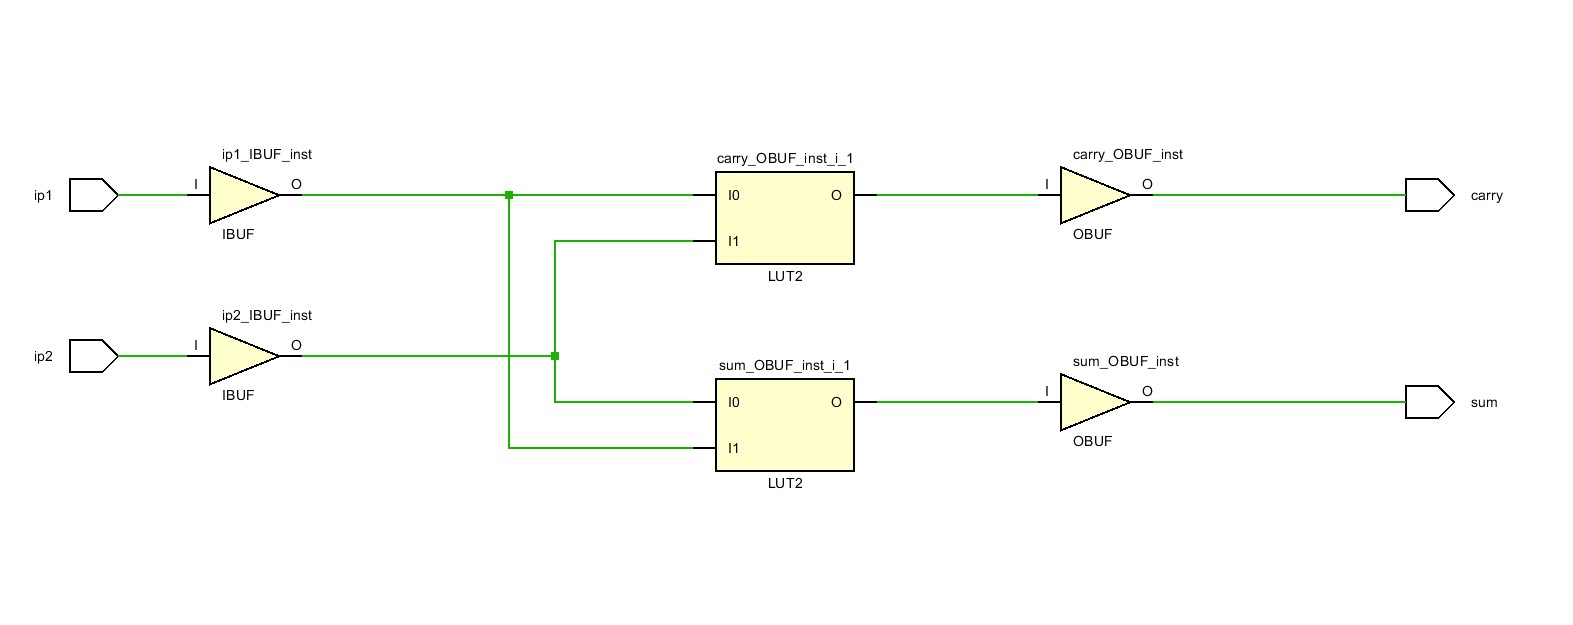 ip1_IBUF_inst
carry_OBUF_inst_i_1
carry_OBUF_inst
ip1
I
O
I0
O
I
O
carry
IBUF
I1
OBUF
LUT2
ip2_IBUF_inst
ip2
I
O
IBUF
sum_OBUF_inst_i_1
sum_OBUF_inst
I0
O
I
O
sum
I1
OBUF
LUT2